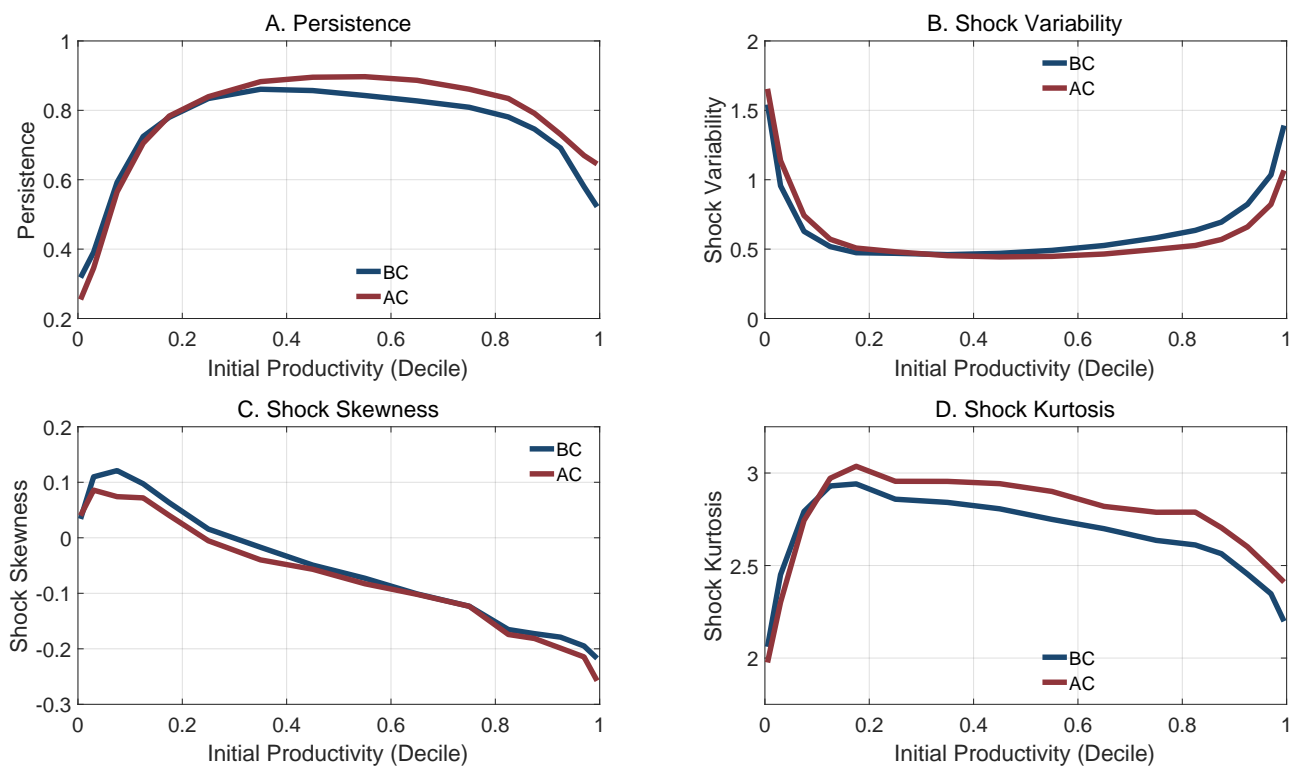 A. Persistence
1
0.8
0.6
0.4
0.2
Persistence
BC
AC
0
0.2
0.4
0.6
0.8
1
Initial Productivity (Decile)
B. Shock Variability
2
1.5
1
0.5
0
Shock Variability
BC
AC
0
0.2
0.4
0.6
0.8
1
Initial Productivity (Decile)
C. Shock Skewness
0.2
0.1
0
-0.1
-0.2
-0.3
Shock Skewness
BC
AC
0
0.2
0.4
0.6
0.8
1
Initial Productivity (Decile)
D. Shock Kurtosis
3
2.5
2
Shock Kurtosis
BC
AC
0
0.2
0.4
0.6
0.8
1
Initial Productivity (Decile)